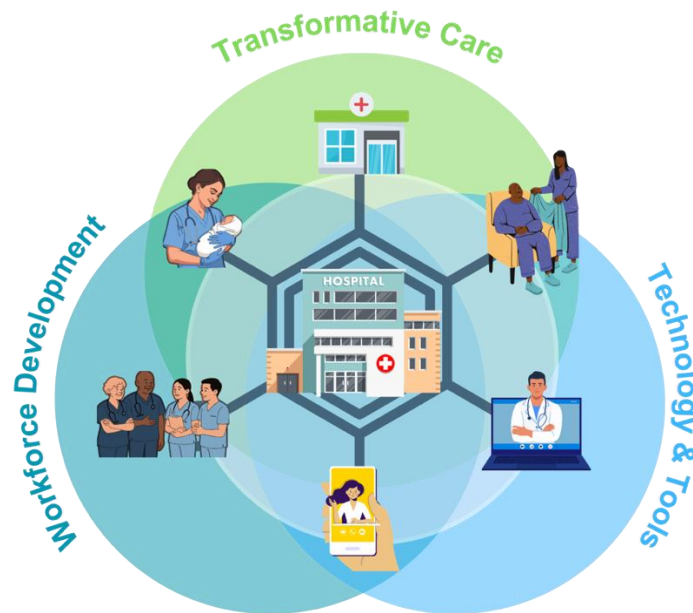 Transformative Care
Workforce Development
Technology & Tools
HOSPITAL